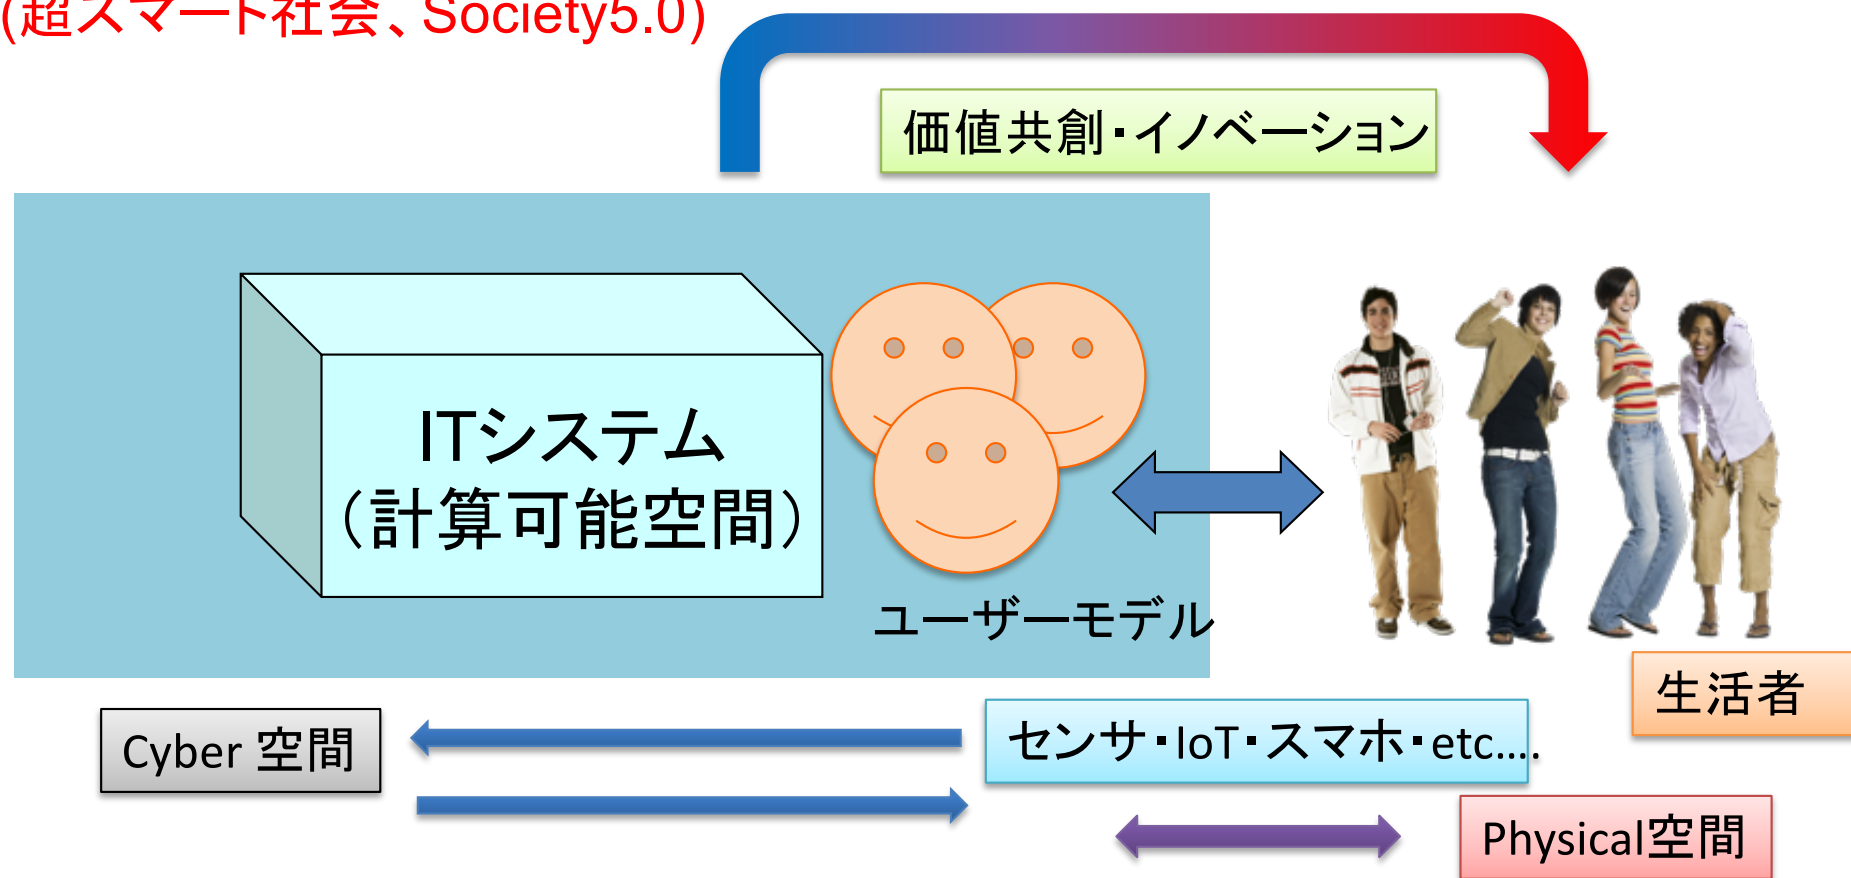 (超スマート社会、Society5.0)
価値共創・イノベーション
ITシステム
（計算可能空間）
ユーザーモデル
生活者
Cyber 空間
センサ・IoT・スマホ・etc….
Physical空間